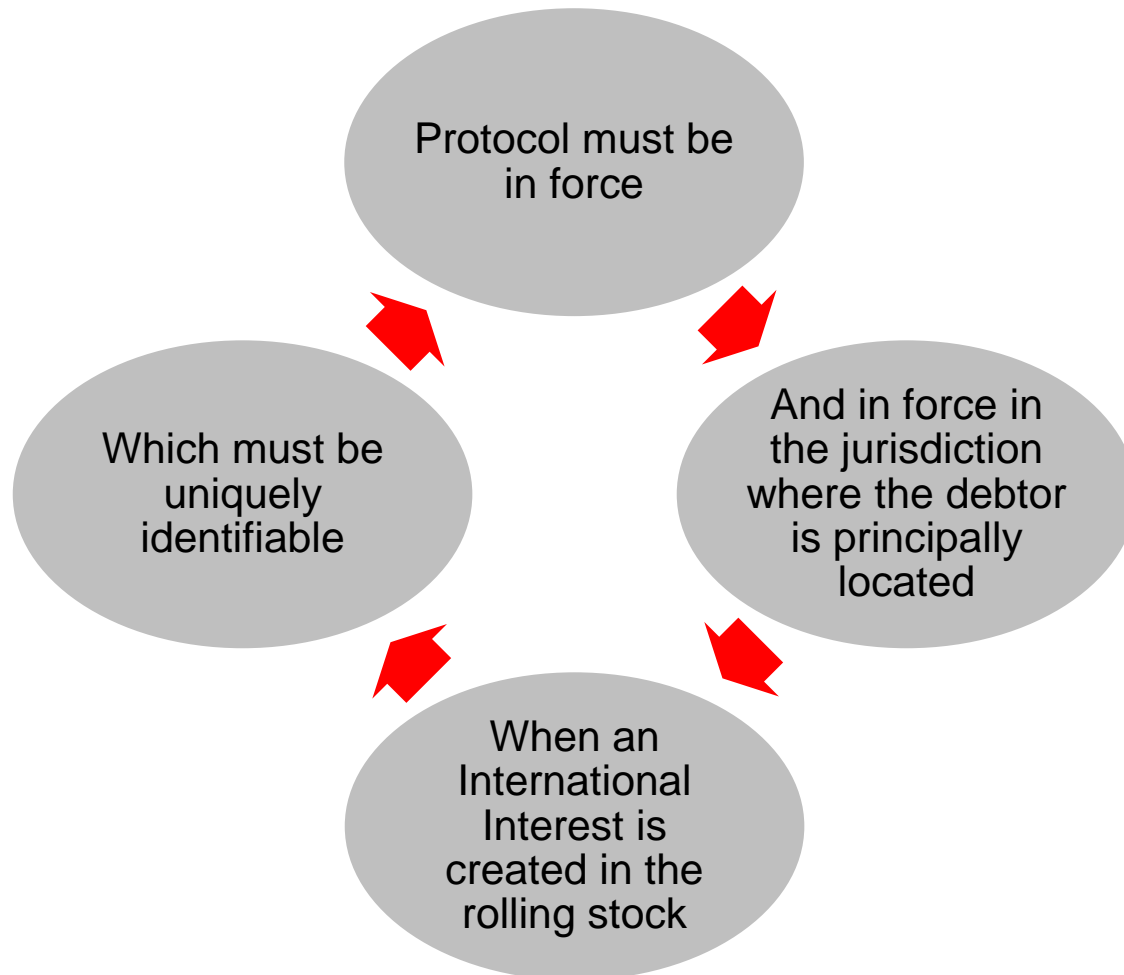 Protocol must be
in force
And in force in
the jurisdiction
where the debtor
is principally
located
When an
International
Interest is
created in the
rolling stock
Which must be
uniquely
identifiable